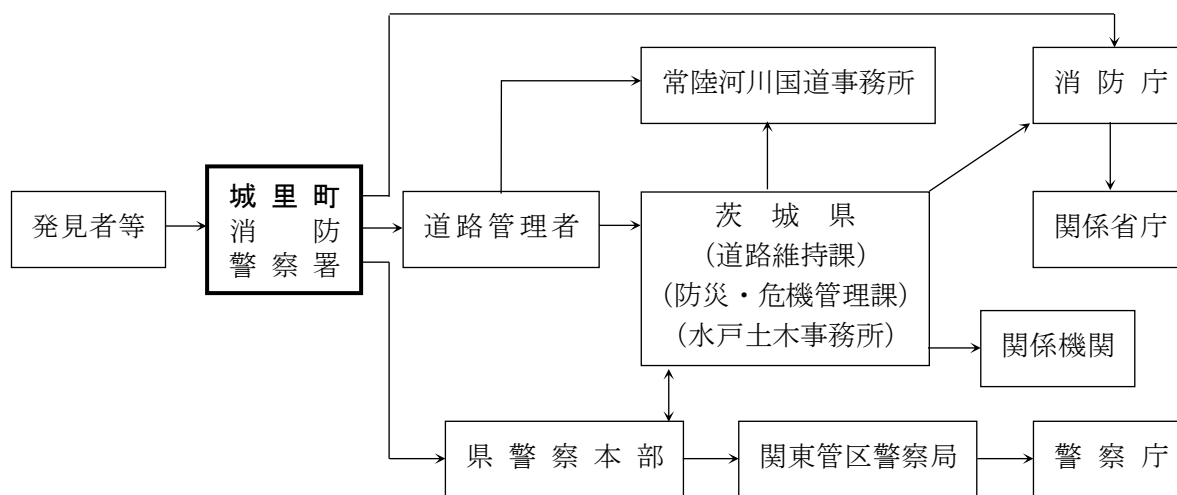 常陸河川国道事務所
消防庁
発見者等
城里町
消防
警察署
道路管理者
茨城県
(道路維持課)
(防災・危機管理課)
(水戸土木事務所)
関係省庁
関係機関
県警察本部
関東管区警察局
警察庁